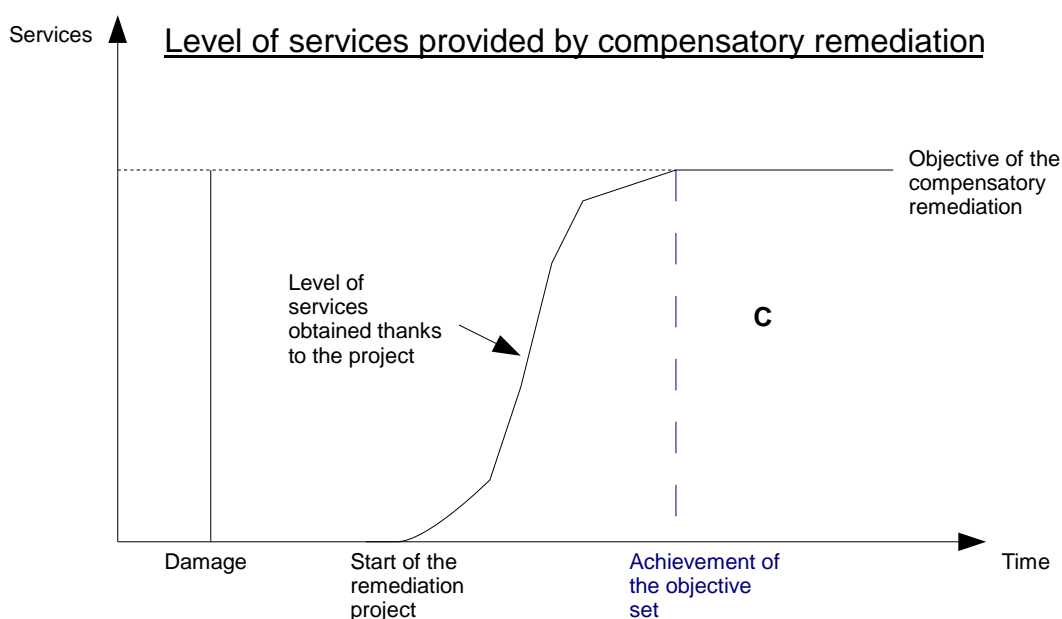 Services
Level of services provided by compensatory remediation
Objective of the
compensatory
remediation
Level of
services
obtained thanks
to the project
C
Damage
Start of the
remediation
project
Achievement of
the objective
set
Time